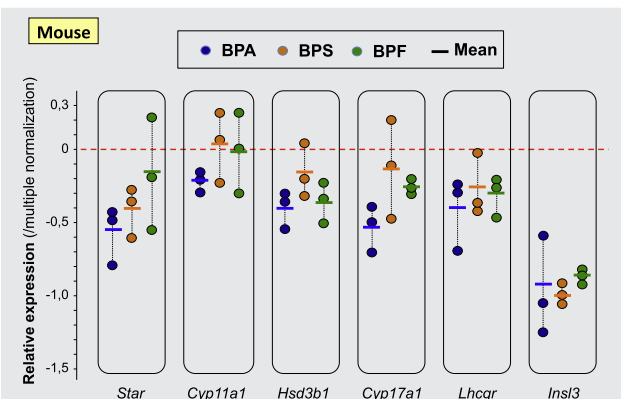 Mouse
BPA BPS BPF Mean
Relative expression (/multiple normalization)
0,3
0
-0,5
-1,0
-1,5
Star Cyp11a1 Hsd3b1 Cyp17a1 Lhcgr Insl3